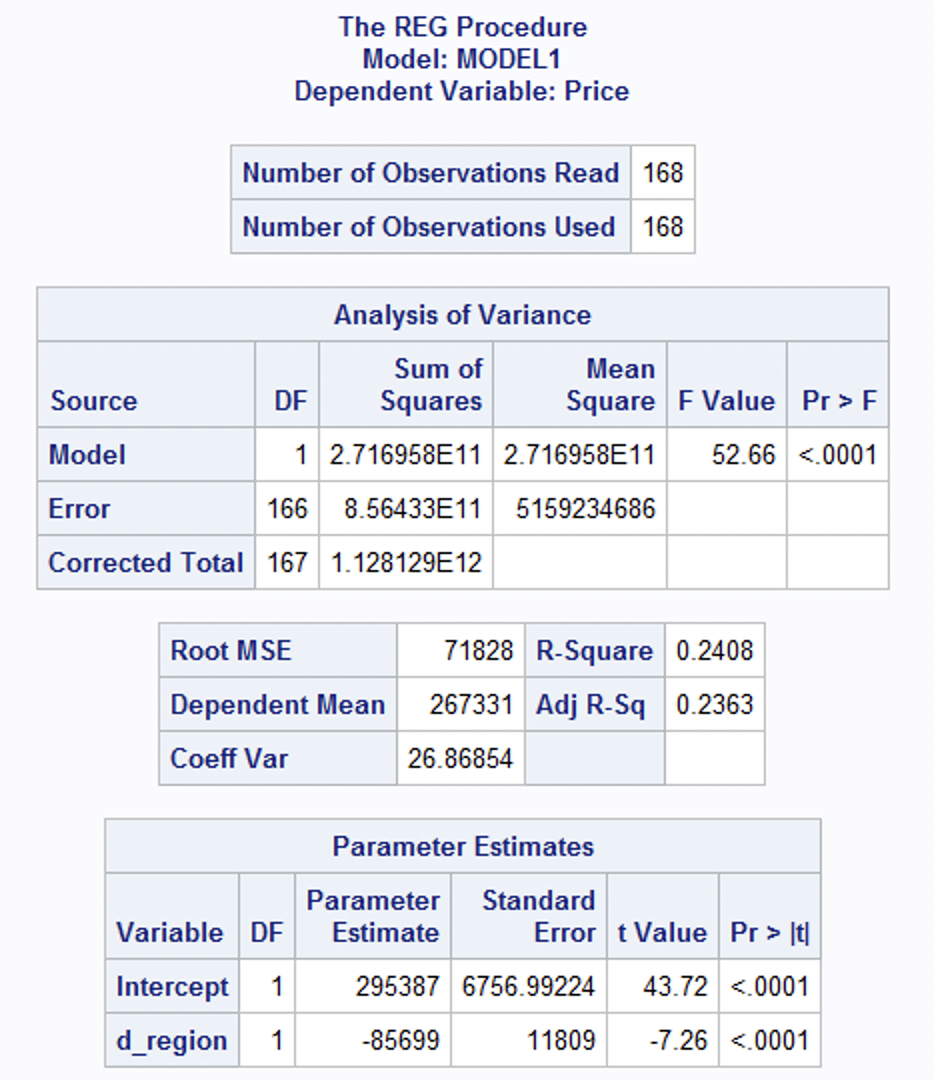 The REG Procedure
Model: MODEL1
Dependent Variable: Price
Number of Observations Read 168
Number of Observations Used 168
Analysis of Variance
Source DF Sum of Squares Mean Square F Value Pr > F
Model 1 2.716958E11 2.716958E11 52.66 <.0001
Error 166 8.56433E11 5159234686
Corrected Total 167 1.128129E12
Root MSE 71828 R-Square 0.2408
Dependent Mean 267331 Adj R-Sq 0.2363
Coeff Var 26.86854
Parameter Estimates
Variable DF Parameter Estimate Standard Error t Value Pr > |t|
Intercept 1 295387 6756.99224 43.72 <.0001
d_region 1 -85699 11809 -7.26 <.0001